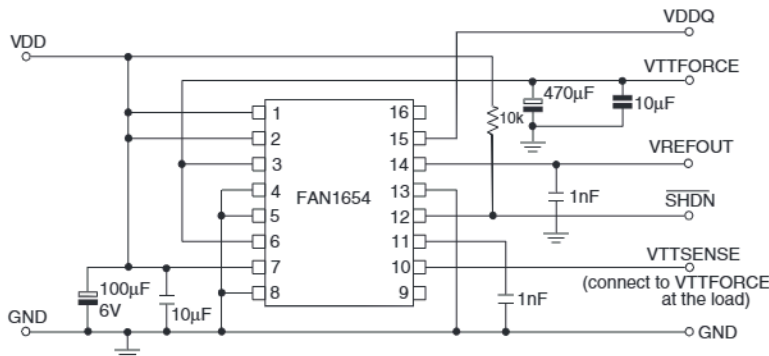 VDDQ
VDD
VTTFORCE
470µF
10µF
1
16
10k
2
15
3
14
VREFOUT
4
FAN1654
13
1nF
5
12
SHDN
6
11
VTTSENSE
7
10
(connect to VTTFORCE
at the load)
100µF
6V
10µF
8
9
1nF
GND
GND